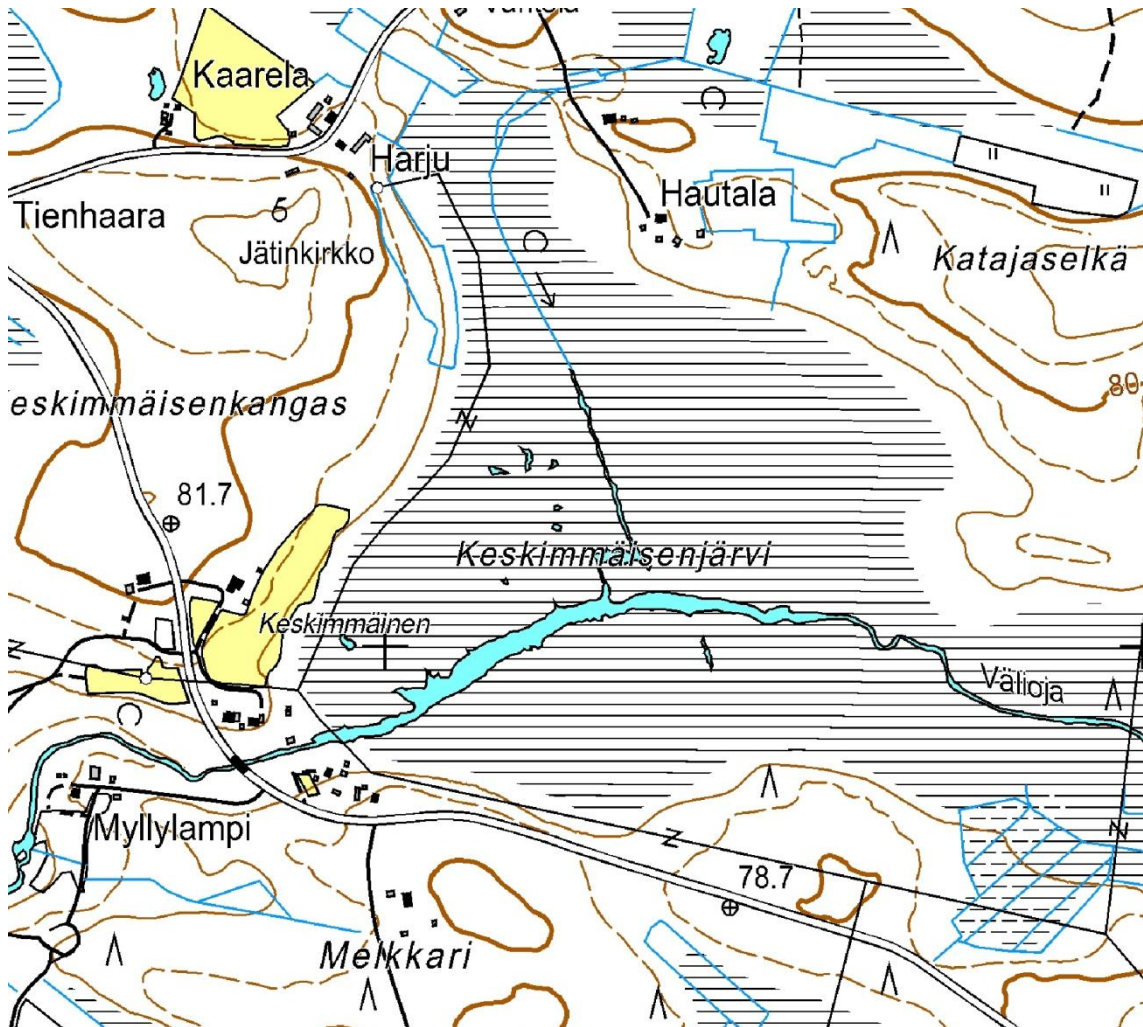 Kaarela
Harju
Tienhaara
Jätinkirkko
Hautala
Katajaselkä
80
eskimmäisenkangas
81.7
Keskimmäisenjärvi
Keskimmäinen
Välioja
Myllylampi
78.7
Melkkari